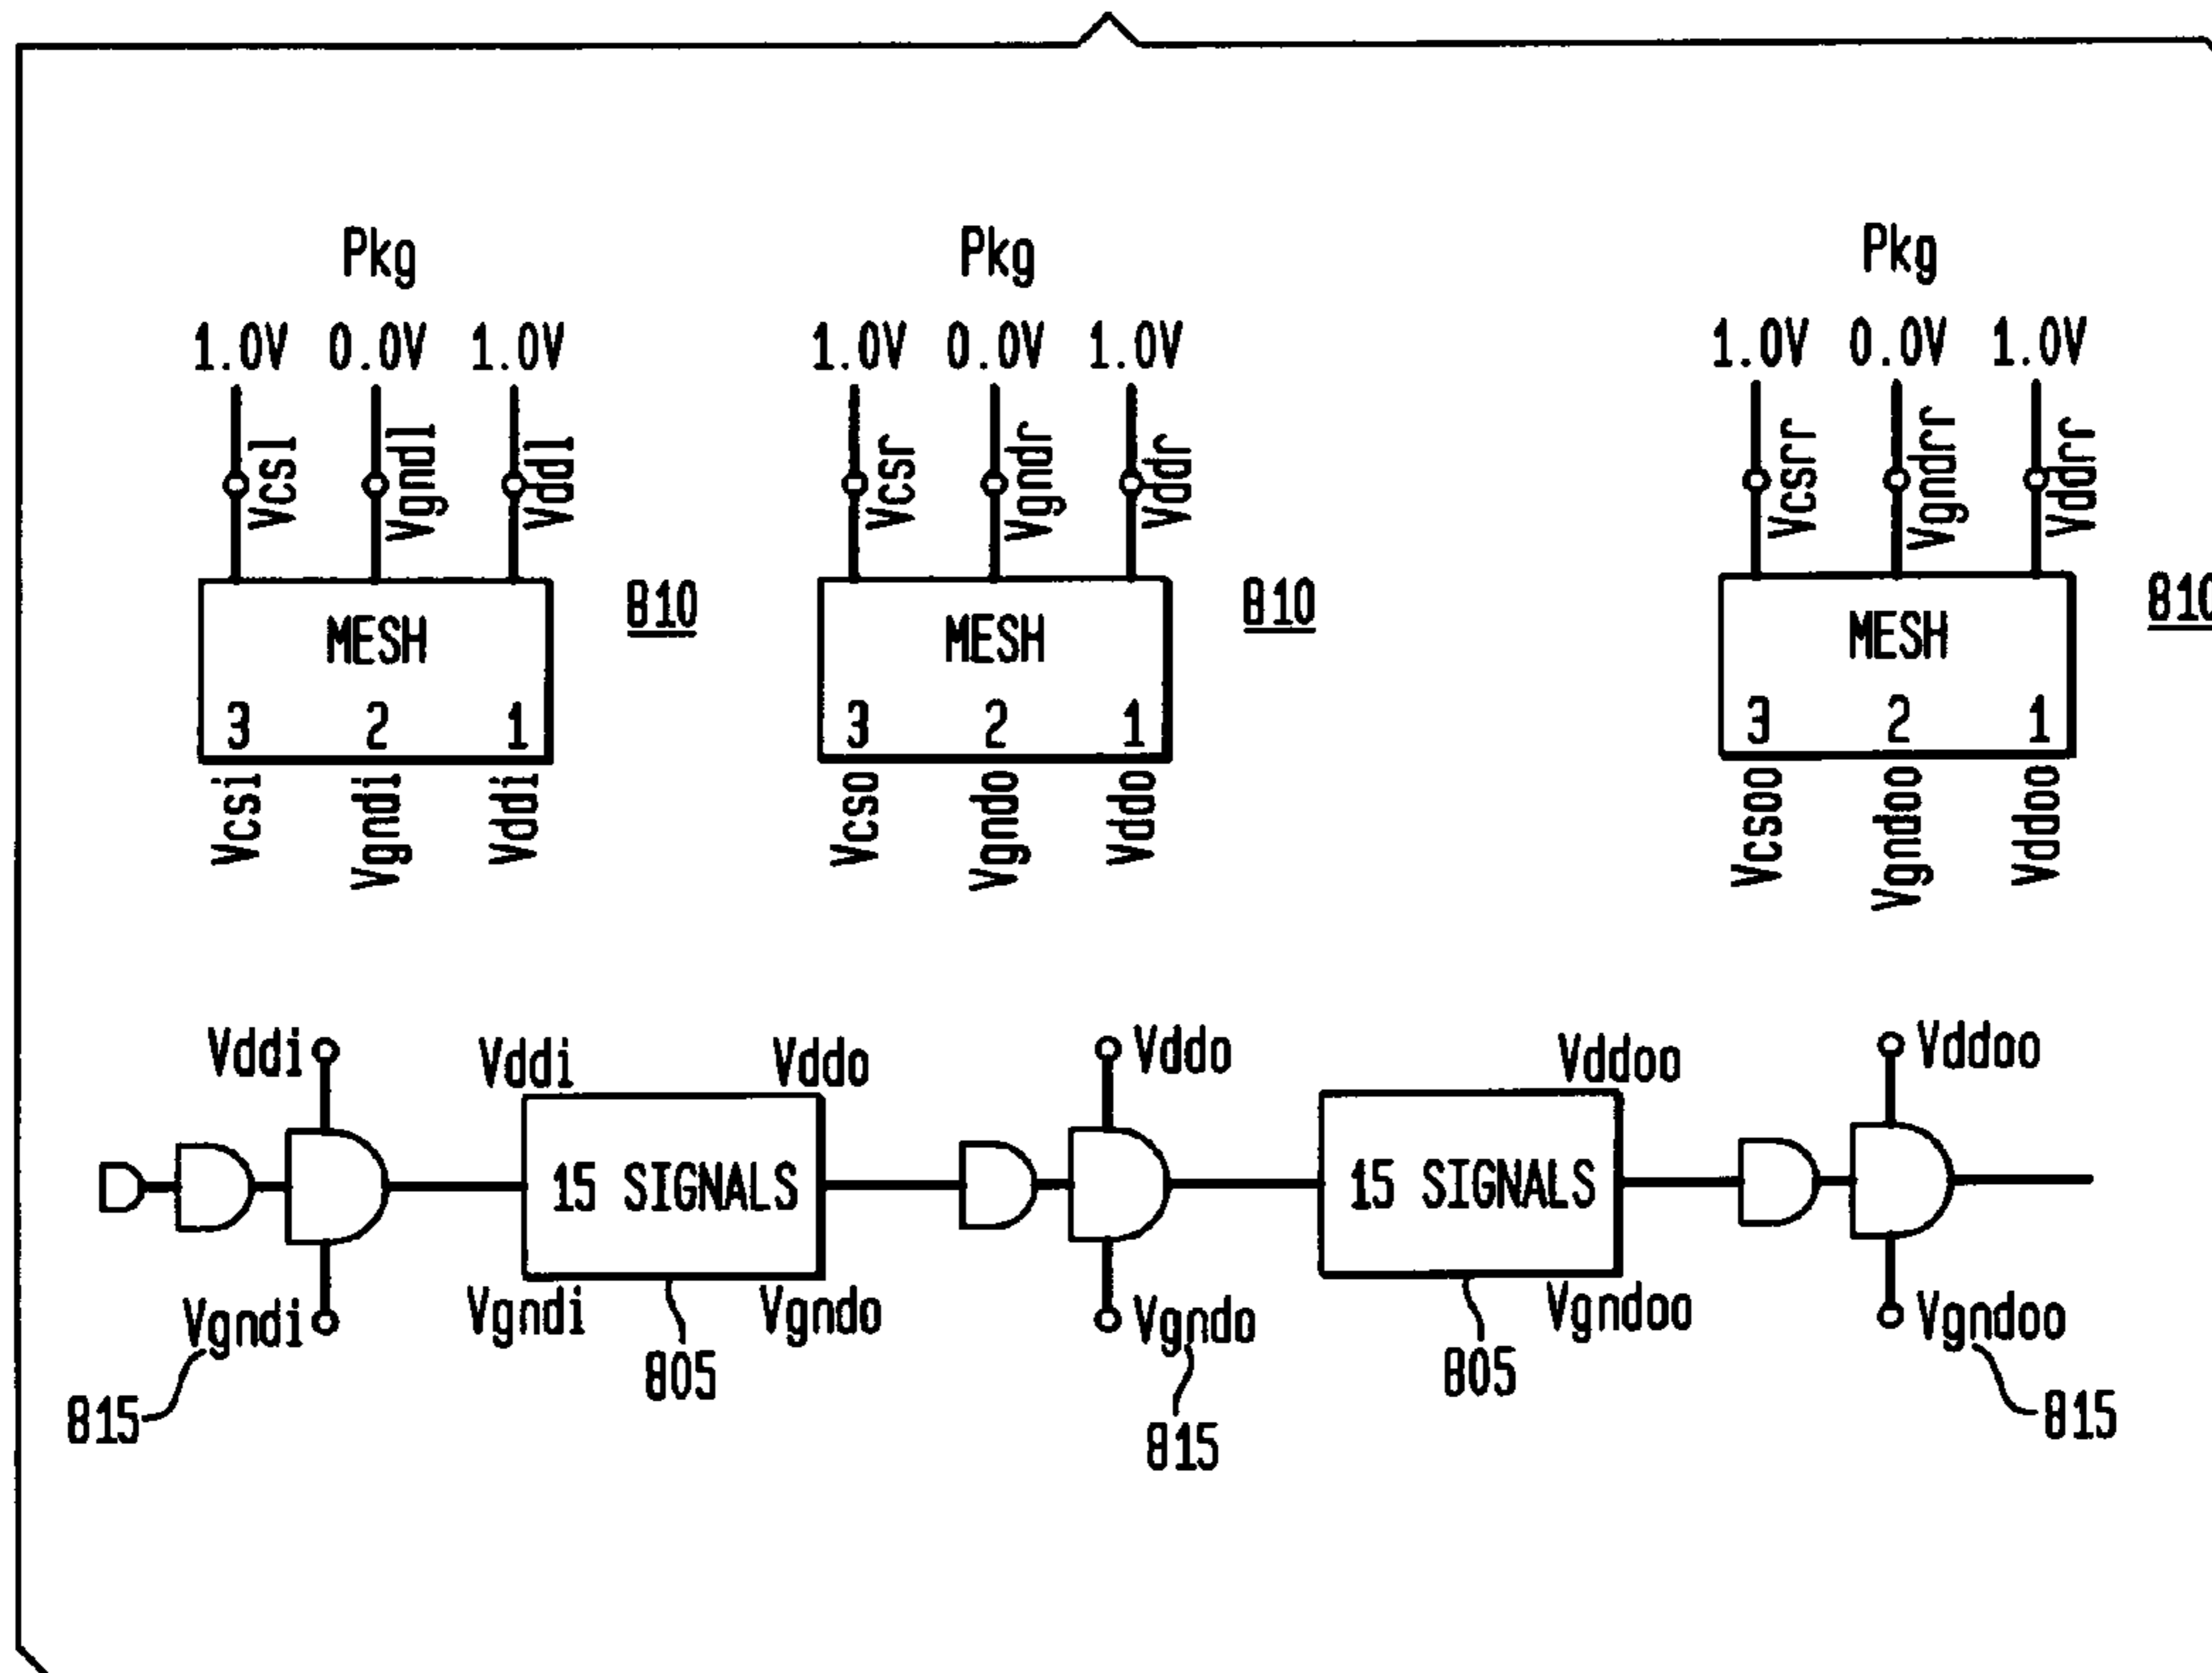 Pkg Pkg Pkg
1.0V 0.0V 1.0V 1.0V 0.0V 1.0V 1.0V 0.0V 1.0V
Vcsl Vgndl Vddl Vcsr Vgndr Vddr Vcsrr Vgndrr Vddrr
810 810 810
MESH MESH MESH
3 2 1 3 2 1 3 2 1
Vcsi Vgndi Vddi Vcso Vgndo Vddo Vcsoo Vgndoo Vddoo
Vddi Vddi Vddo Vddo Vddoo Vddoo
15 SIGNALS 15 SIGNALS
Vgndi Vgndi Vgndo Vgndo Vgndoo Vgndoo
805 805
815 815 815